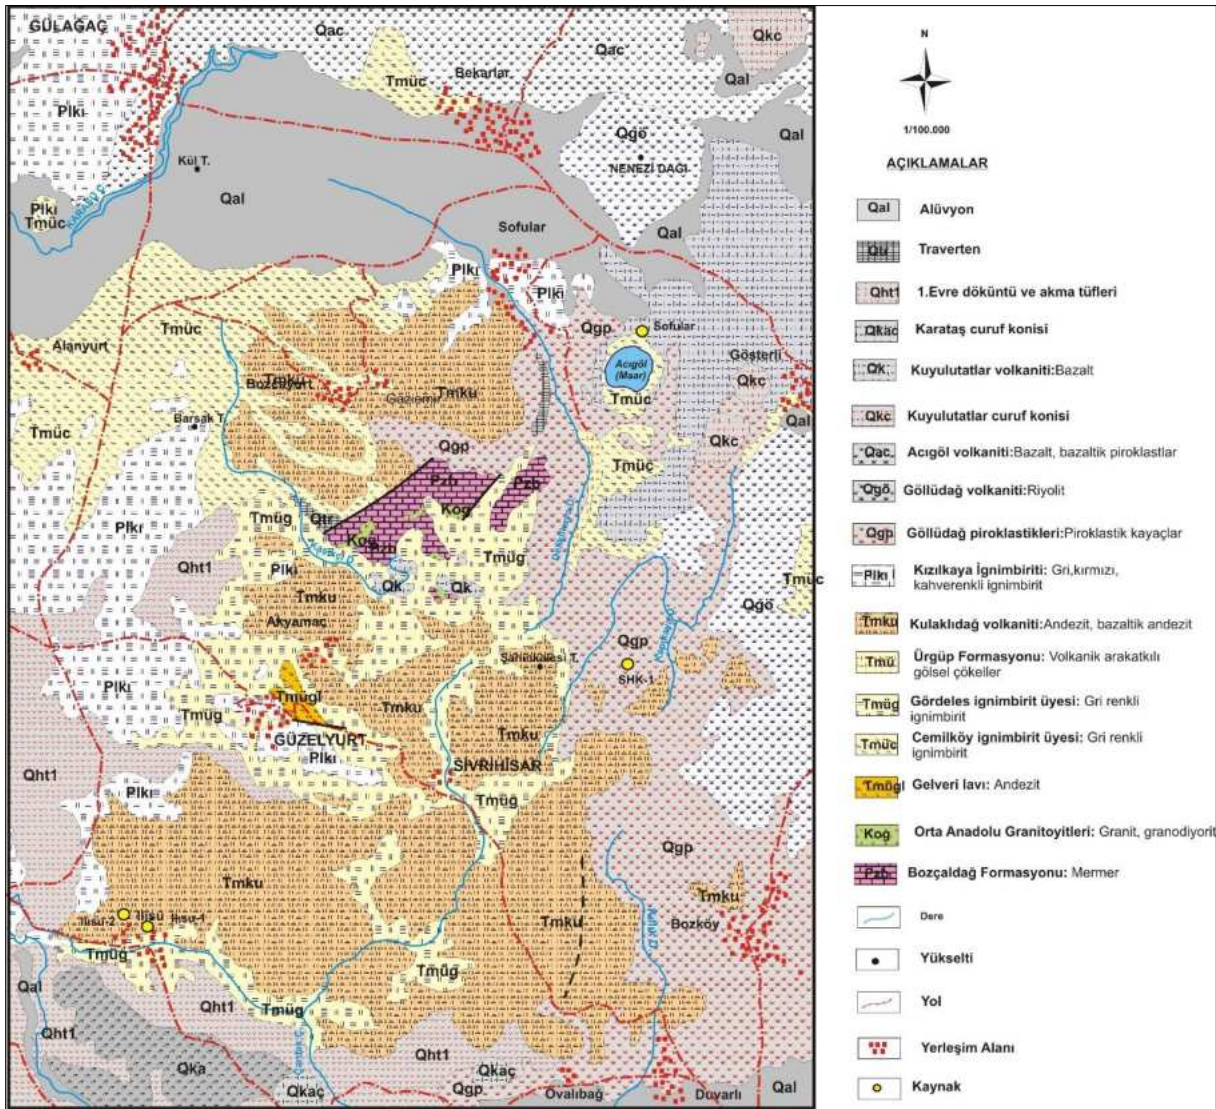 GÜLAĞAÇ
Qac
Qac
Qkc
Tmüc
Bekarlar
Qal
Plkı
Qgö
Qal
Kül T.
NENEZİ DAĞI
KARASU Ç.
Qal
Plkı
Tmüc
Sofular
Qal
Plkı
Plkı
Tmüc
Qgp
Sofular
Alanyurt
Acıgöl
(Maar)
Gösterli
Bozcayurt
Tmku
Gaziemir
Tmku
Tmüc
Qkc
Barsak T.
Tmüc
Qal
Qgp
Qkc
Pzb
Pzb
Tmüc
Plkı
Tmüg
Qtr
Kog
Kog
Pzb
Tmüg
Qht1
Plkı
Qk
Qk
Tmüc
Tmku
Qgö
Akyamaç
Qgp
Şahinkalesi T.
SHK-1
Plkı
Tmügl
Tmüg
Tmku
GÜZELYURT
Tmku
Plkı
SİVRİHİSAR
Qht1
Plkı
Tmüg
Qgp
Tmku
Tmku
Ilısu-2
Ilısu
Ilısu-1
Tmku
Bozköy
Tmüg
Tmüg
Qal
Qht1
Tmüg
Qht1
Qht1
Qka
Qkaç
Qkaç
Qgp
Ovalıbağ
Duvarlı
Qal
N
1/100.000
AÇIKLAMALAR
Qal Alüvyon
Qtr Traverten
Qht1 1.Evre döküntü ve akma tüfleri
Qkaç Karataş curuf konisi
Qk Kuyulutatlar volkaniti:Bazalt
Qkc Kuyulutatlar curuf konisi
Qac Acıgöl volkaniti:Bazalt, bazaltik piroklastlar
Qgö Göllüdağ volkaniti:Riyolit
Qgp Göllüdağ piroklastikleri:Piroklastik kayaçlar
Plkı Kızılkaya İgnimbiriti: Gri,kırmızı,
kahverenkli ignimbirit
Tmku Kulaklıdağ volkaniti:Andezit, bazaltik andezit
Tmü Ürgüp Formasyonu: Volkanik arakatkılı
gölsel çökeller
Tmüg Gördeles ignimbirit üyesi: Gri renkli
ignimbirit
Tmüc Cemilköy ignimbirit üyesi: Gri renkli
ignimbirit
Tmügl Gelveri lavı: Andezit
Kog Orta Anadolu Granitoyitleri: Granit, granodiyorit
Pzb Bozçaldağ Formasyonu: Mermer
Dere
Yükselti
Yol
Yerleşim Alanı
Kaynak